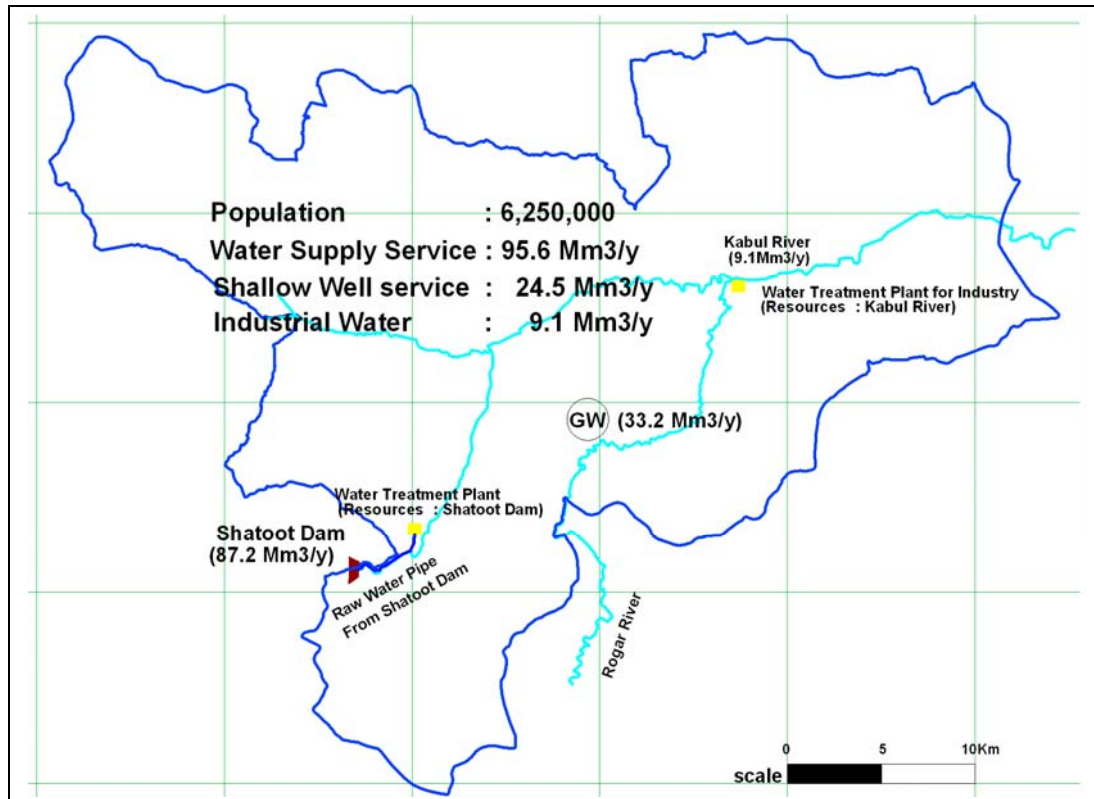 Population : 6,250,000
Water Supply Service : 95.6 Mm3/y
Shallow Well service : 24.5 Mm3/y
Industrial Water : 9.1 Mm3/y
Kabul River
(9.1Mm3/y)
Water Treatment Plant for Industry
(Resources : Kabul River)
GW (33.2 Mm3/y)
Water Treatment Plant
(Resources : Shatoot Dam)
Shatoot Dam
(87.2 Mm3/y)
Raw Water Pipe
From Shatoot Dam
Rogar River
0 5 10Km
scale